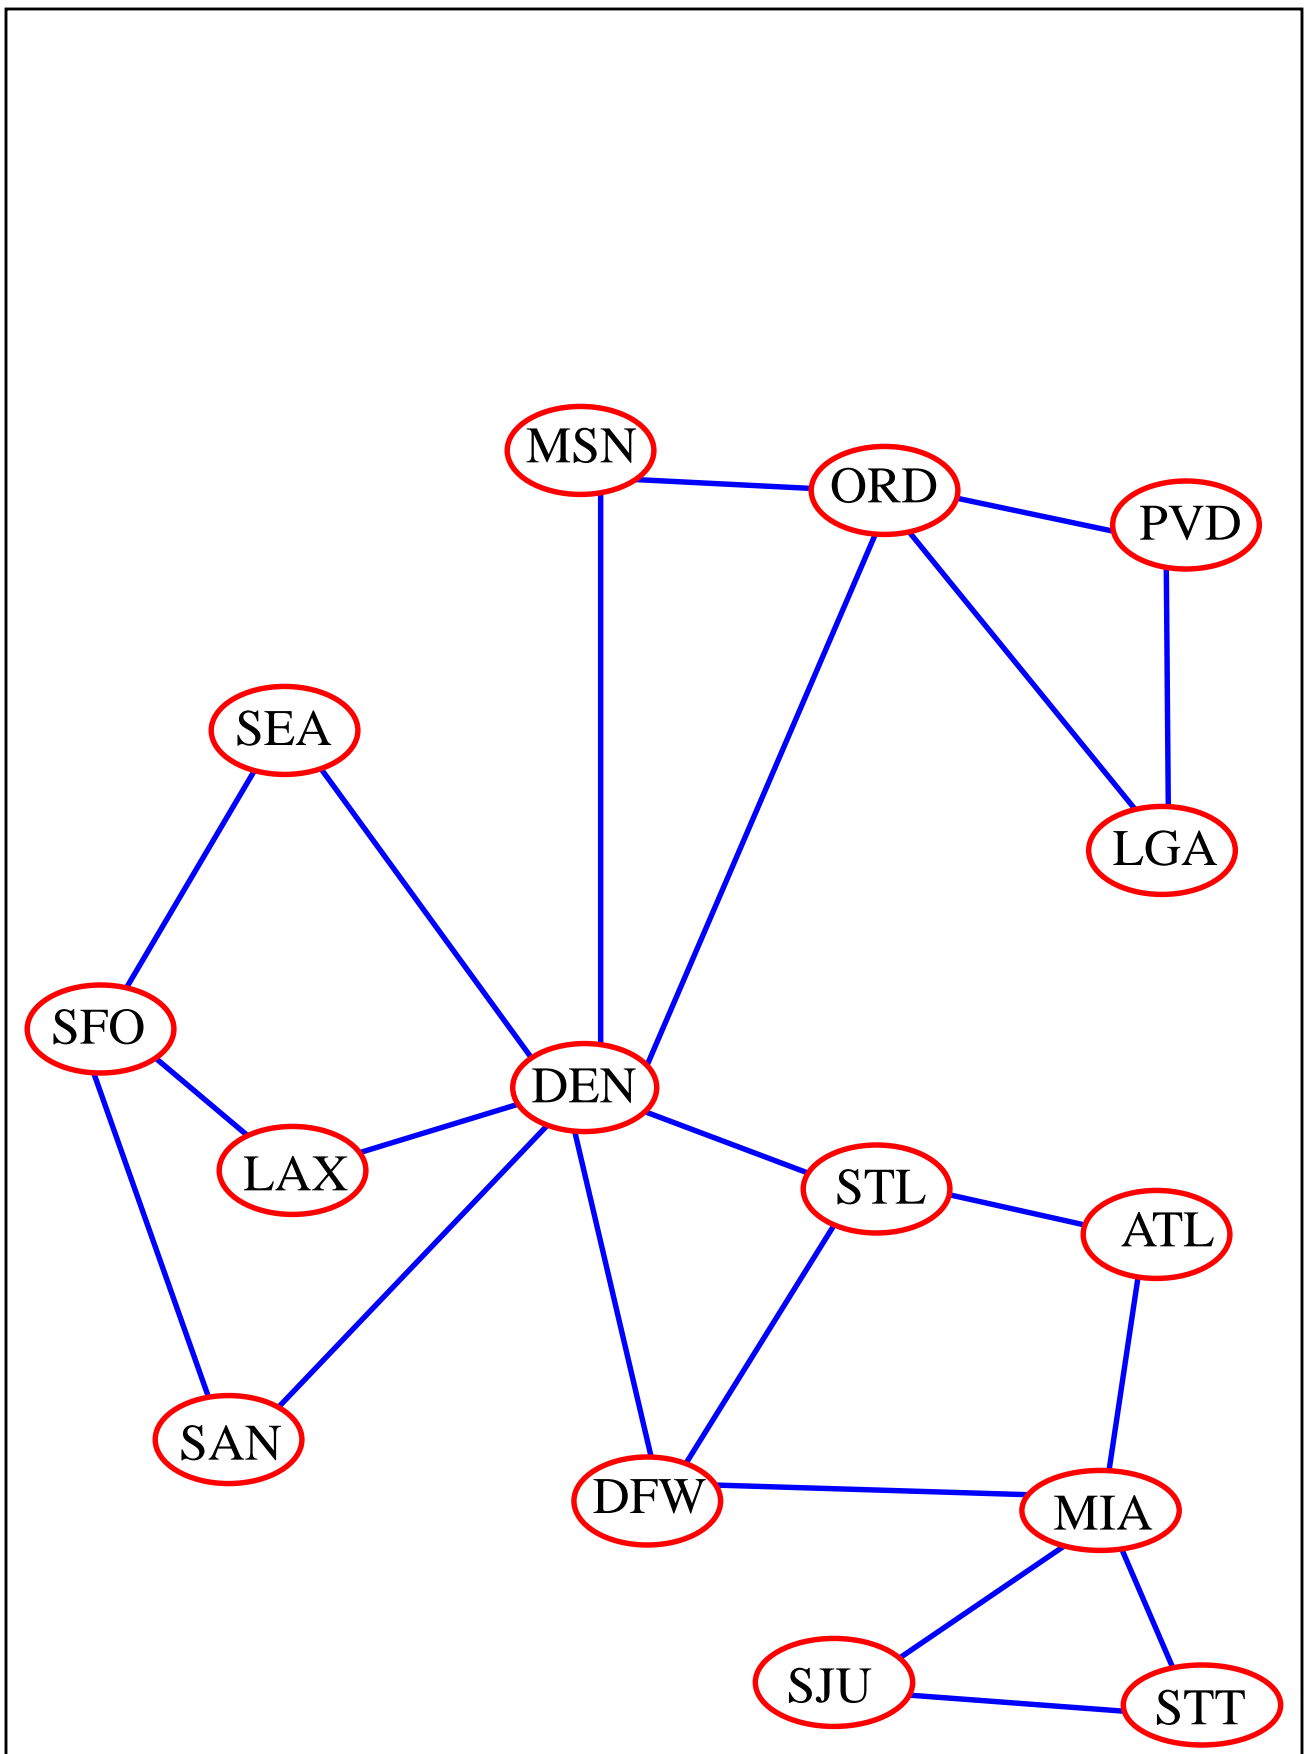 MSN
ORD
PVD
SEA
LGA
SFO
DEN
LAX
STL
ATL
SAN
DFW
MIA
SJU
STT